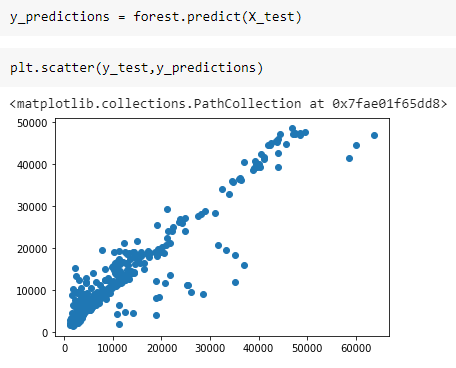 y_predictions = forest.predict(X_test)
plt.scatter(y_test,y_predictions)
<matplotlib.collections.PathCollection at 0x7fae01f65dd8>
50000
40000
30000
20000
10000
0
0 10000 20000 30000 40000 50000 60000